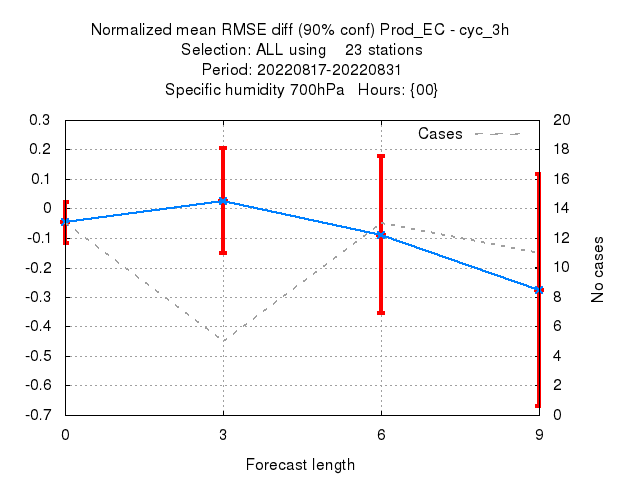 Normalized mean RMSE diff (90% conf) Prod_EC - cyc_3h
Selection: ALL using    23 stations
Period: 20220817-20220831
Specific humidity 700hPa   Hours: {00}
Cases
0.3
0.2
0.1
0
-0.1
-0.2
-0.3
-0.4
-0.5
-0.6
-0.7
20
18
16
14
12
10
8
6
4
2
0
No cases
0 3 6 9
Forecast length